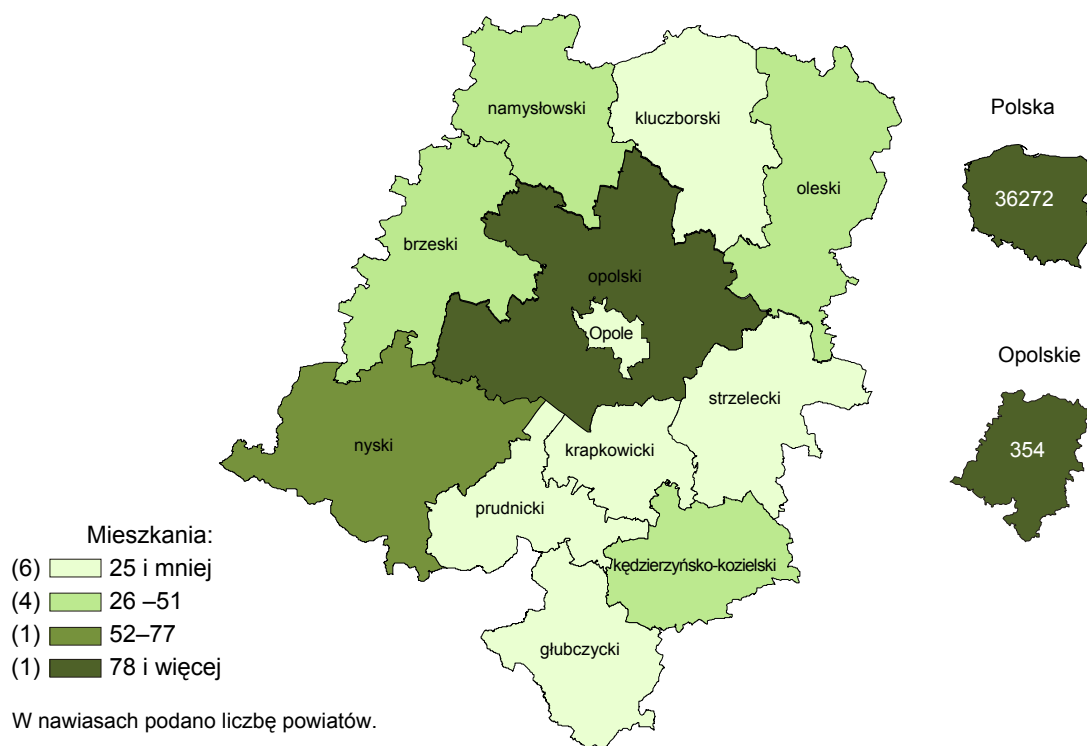 namysłowski
kluczborski
oleski
brzeski
opolski
Opole
strzelecki
nyski
krapkowicki
prudnicki
kędzierzyńsko-kozielski
głubczycki
Polska
36272
Opolskie
354
Mieszkania:
(6) 25 i mniej
(4) 26 –51
(1) 52–77
(1) 78 i więcej
W nawiasach podano liczbę powiatów.